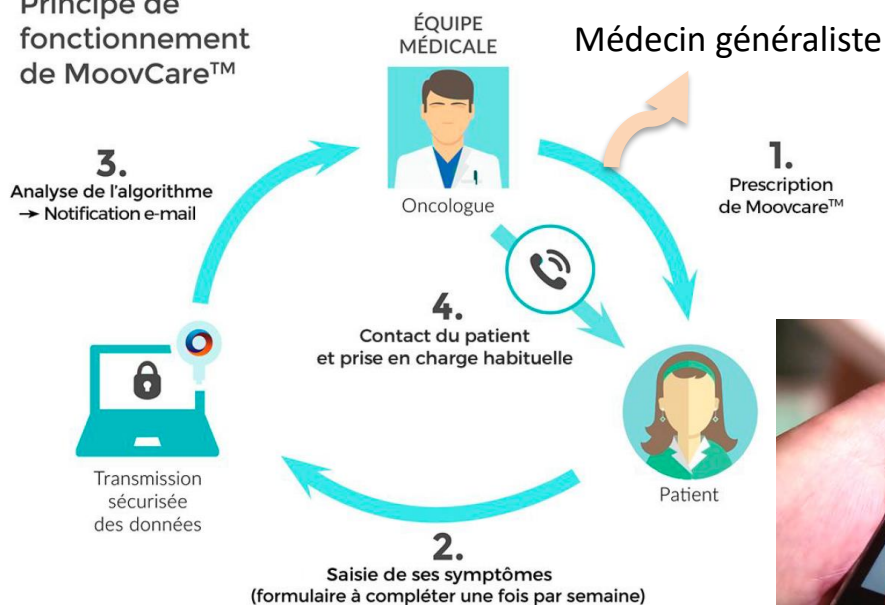 Principe de
fonctionnement
de MoovCare™
ÉQUIPE
MÉDICALE
Médecin généraliste
Oncologue
1.
Prescription
de Moovcare™
3.
Analyse de l'algorithme
→ Notification e-mail
4.
Contact du patient
et prise en charge habituelle
Transmission
sécurisée
des données
Patient
2.
Saisie de ses symptômes
(formulaire à compléter une fois par semaine)